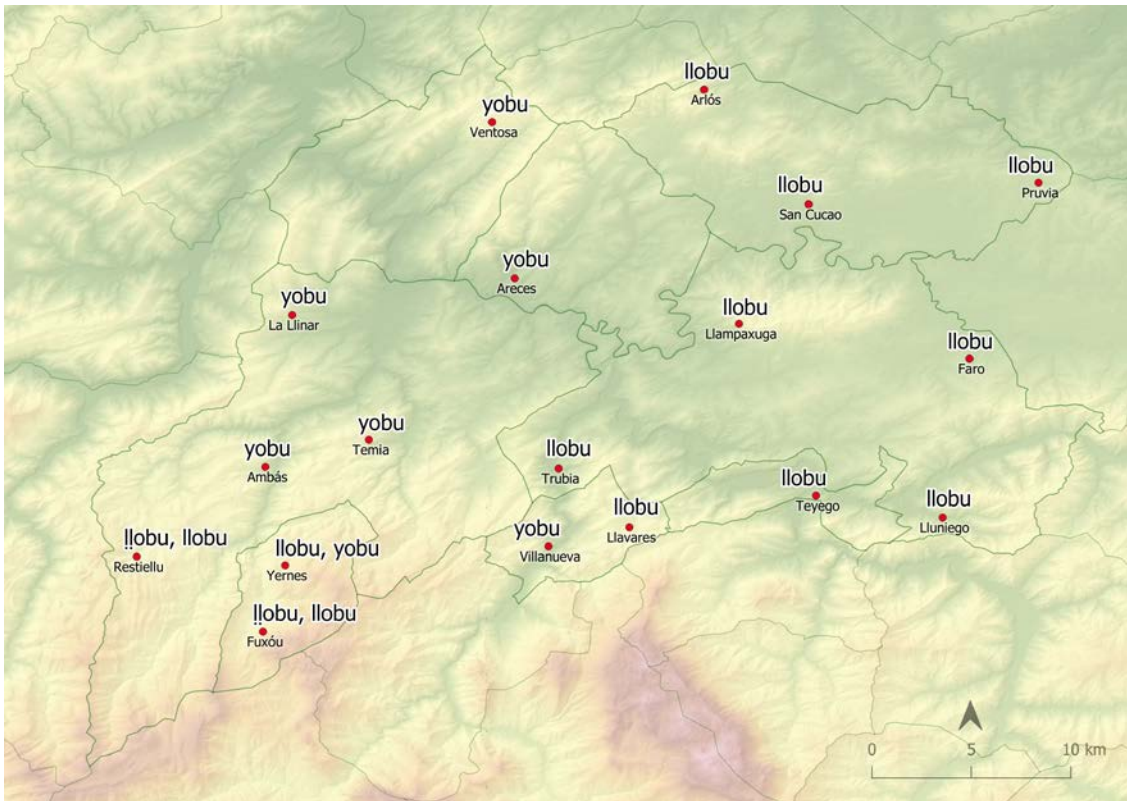 llobu
Arlós
yobu
Ventosa
llobu
Pruvia
llobu
San Cucao
yobu
Areces
yobu
La Llinar
llobu
Llampaxuga
llobu
Faro
yobu
Temia
yobu
Ambás
llobu
Trubia
llobu
Teyego
llobu
Lluniego
llobu
Llavares
yobu
Villanueva
ḷḷobu, llobu
Restiellu
llobu, yobu
Yernes
ḷḷobu, llobu
Fuxóu
0 5 10 km